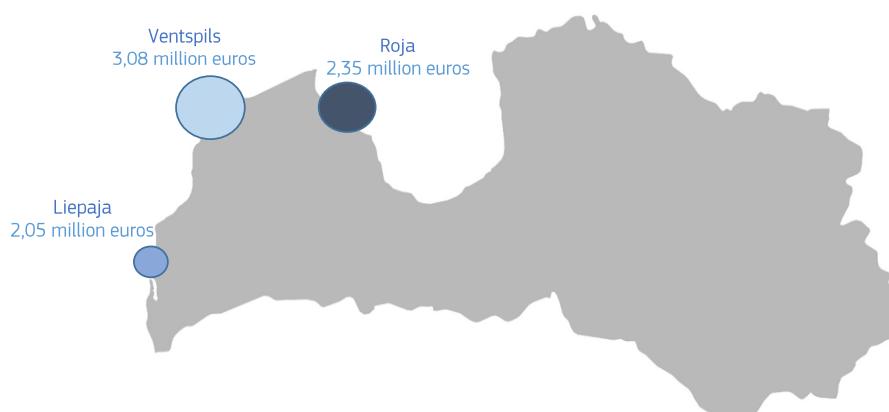 Ventspils
3,08 million euros
Roja
2,35 million euros
Liepaja
2,05 million euros